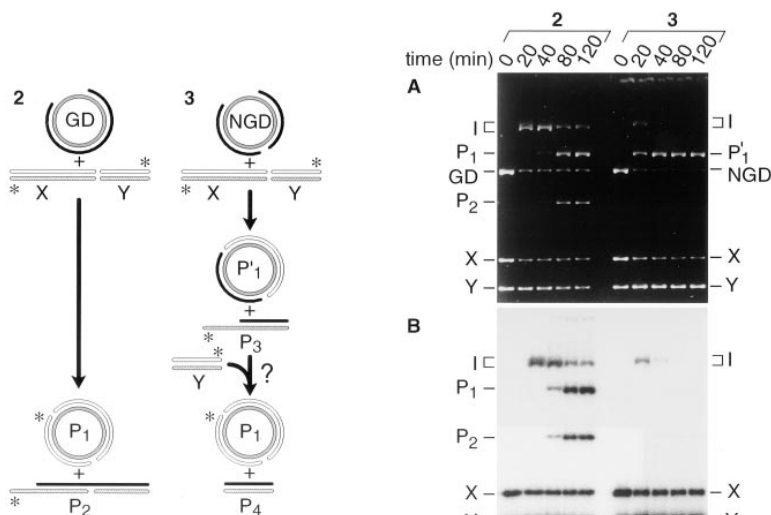 2 3
GD NGD
+ +
* * * *
X Y X Y
P'1
+
* P3
* Y ?
* P1 * P1
+ +
* P2 P4
2 3
time (min) 0 20 40 80 120 0 20 40 80 120
A
I I
P1 P'1
GD NGD
P2
X X
Y Y
B
I I
P1
P2
X X